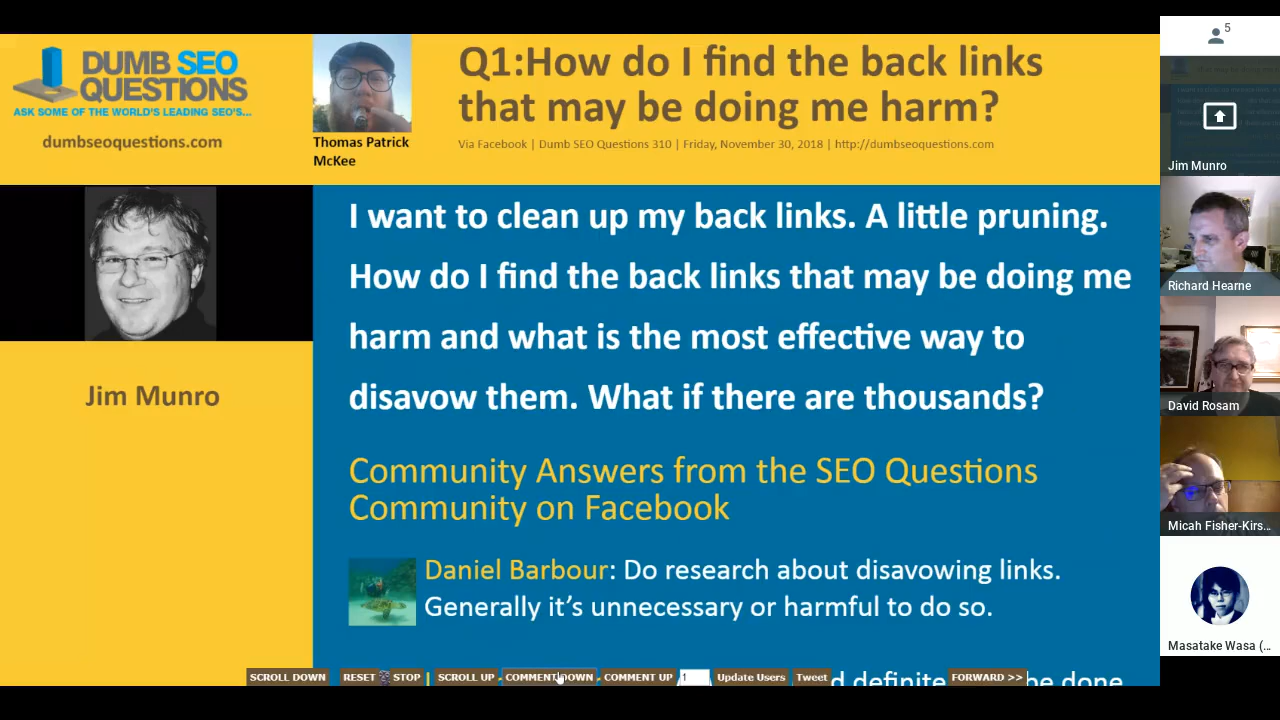 DUMB SEO
QUESTIONS
ASK SOME OF THE WORLD'S LEADING SEO'S...
dumbseoquestions.com
Thomas Patrick
McKee
Q1:How do I find the back links
that may be doing me harm?
Via Facebook | Dumb SEO Questions 310 | Friday, November 30, 2018 | http://dumbseoquestions.com
Jim Munro
I want to clean up my back links. A little pruning.
How do I find the back links that may be doing me
harm and what is the most effective way to
disavow them. What if there are thousands?
Community Answers from the SEO Questions
Community on Facebook
Daniel Barbour: Do research about disavowing links.
Generally it's unnecessary or harmful to do so.
d definite be done
SCROLL DOWN RESET STOP SCROLL UP COMMENT DOWN COMMENT UP 1 Update Users Tweet FORWARD >>
5
Jim Munro
Richard Hearne
David Rosam
Micah Fisher-Kirs...
Masatake Wasa (...